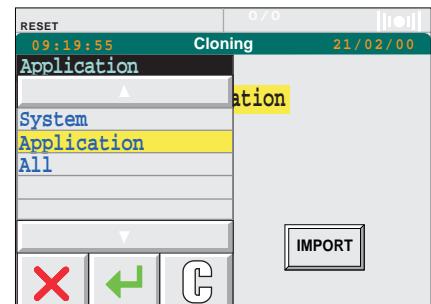 RESET 0/0
09:19:55 Cloning 21/02/00
Application
ation
System
Application
All
IMPORT
C